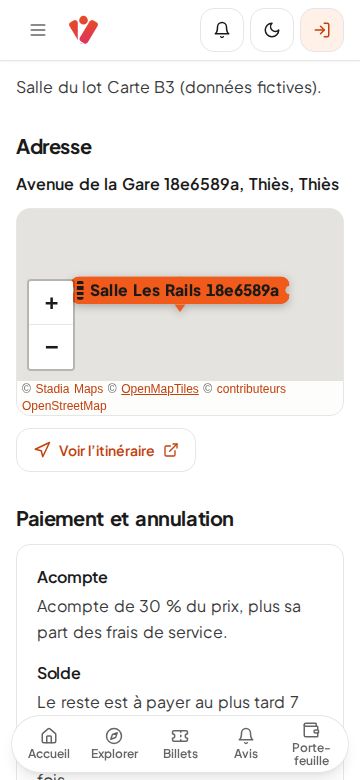 Salle du lot Carte B3 (données fictives).
Adresse
Avenue de la Gare 18e6589a, Thiès, Thiès
Salle Les Rails 18e6589a
+
−
© Stadia Maps © OpenMapTiles © contributeurs
OpenStreetMap
Voir l’itinéraire
Paiement et annulation
Acompte
Acompte de 30 % du prix, plus sa
part des frais de service.
Solde
Le reste est à payer au plus tard 7
fois.
Accueil
Explorer
Billets
Avis
Porte-
feuille